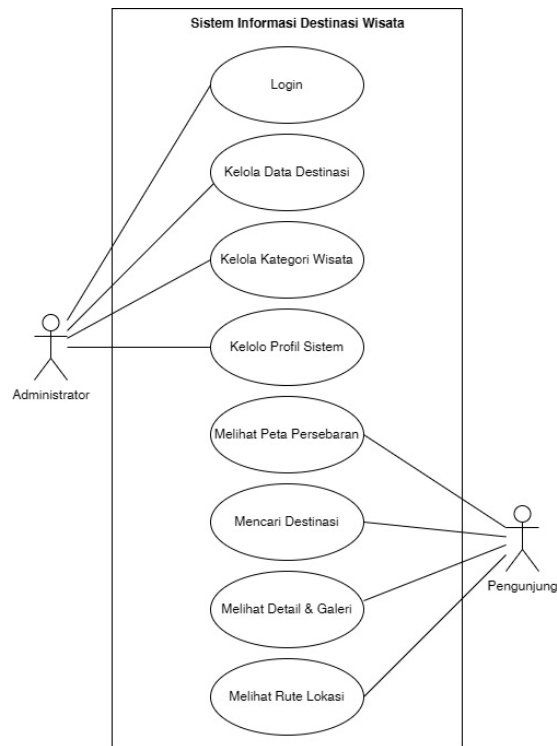 Sistem Informasi Destinasi Wisata
Login
Kelola Data Destinasi
Kelola Kategori Wisata
Kelolo Profil Sistem
Administrator
Melihat Peta Persebaran
Mencari Destinasi
Pengunjung
Melihat Detail & Galeri
Melihat Rute Lokasi